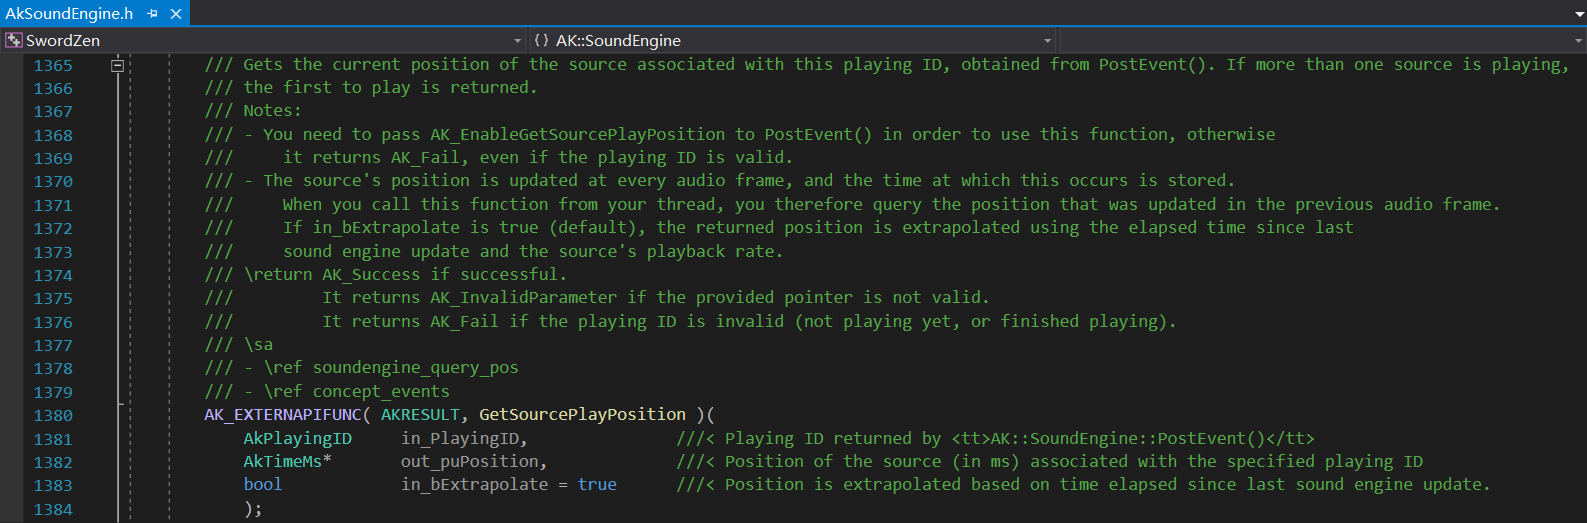 AkSoundEngine.h
SwordZen
{} AK::SoundEngine
1365 /// Gets the current position of the source associated with this playing ID, obtained from PostEvent(). If more than one source is playing,
1366 /// the first to play is returned.
1367 /// Notes:
1368 /// - You need to pass AK_EnableGetSourcePlayPosition to PostEvent() in order to use this function, otherwise
1369 /// it returns AK_Fail, even if the playing ID is valid.
1370 /// - The source's position is updated at every audio frame, and the time at which this occurs is stored.
1371 /// When you call this function from your thread, you therefore query the position that was updated in the previous audio frame.
1372 /// If in_bExtrapolate is true (default), the returned position is extrapolated using the elapsed time since last
1373 /// sound engine update and the source's playback rate.
1374 /// \return AK_Success if successful.
1375 /// It returns AK_InvalidParameter if the provided pointer is not valid.
1376 /// It returns AK_Fail if the playing ID is invalid (not playing yet, or finished playing).
1377 /// \sa
1378 /// - \ref soundengine_query_pos
1379 /// - \ref concept_events
1380 AK_EXTERNAPIFUNC( AKRESULT, GetSourcePlayPosition )(
1381 AkPlayingID in_PlayingID, ///< Playing ID returned by <tt>AK::SoundEngine::PostEvent()</tt>
1382 AkTimeMs* out_puPosition, ///< Position of the source (in ms) associated with the specified playing ID
1383 bool in_bExtrapolate = true ///< Position is extrapolated based on time elapsed since last sound engine update.
1384 );